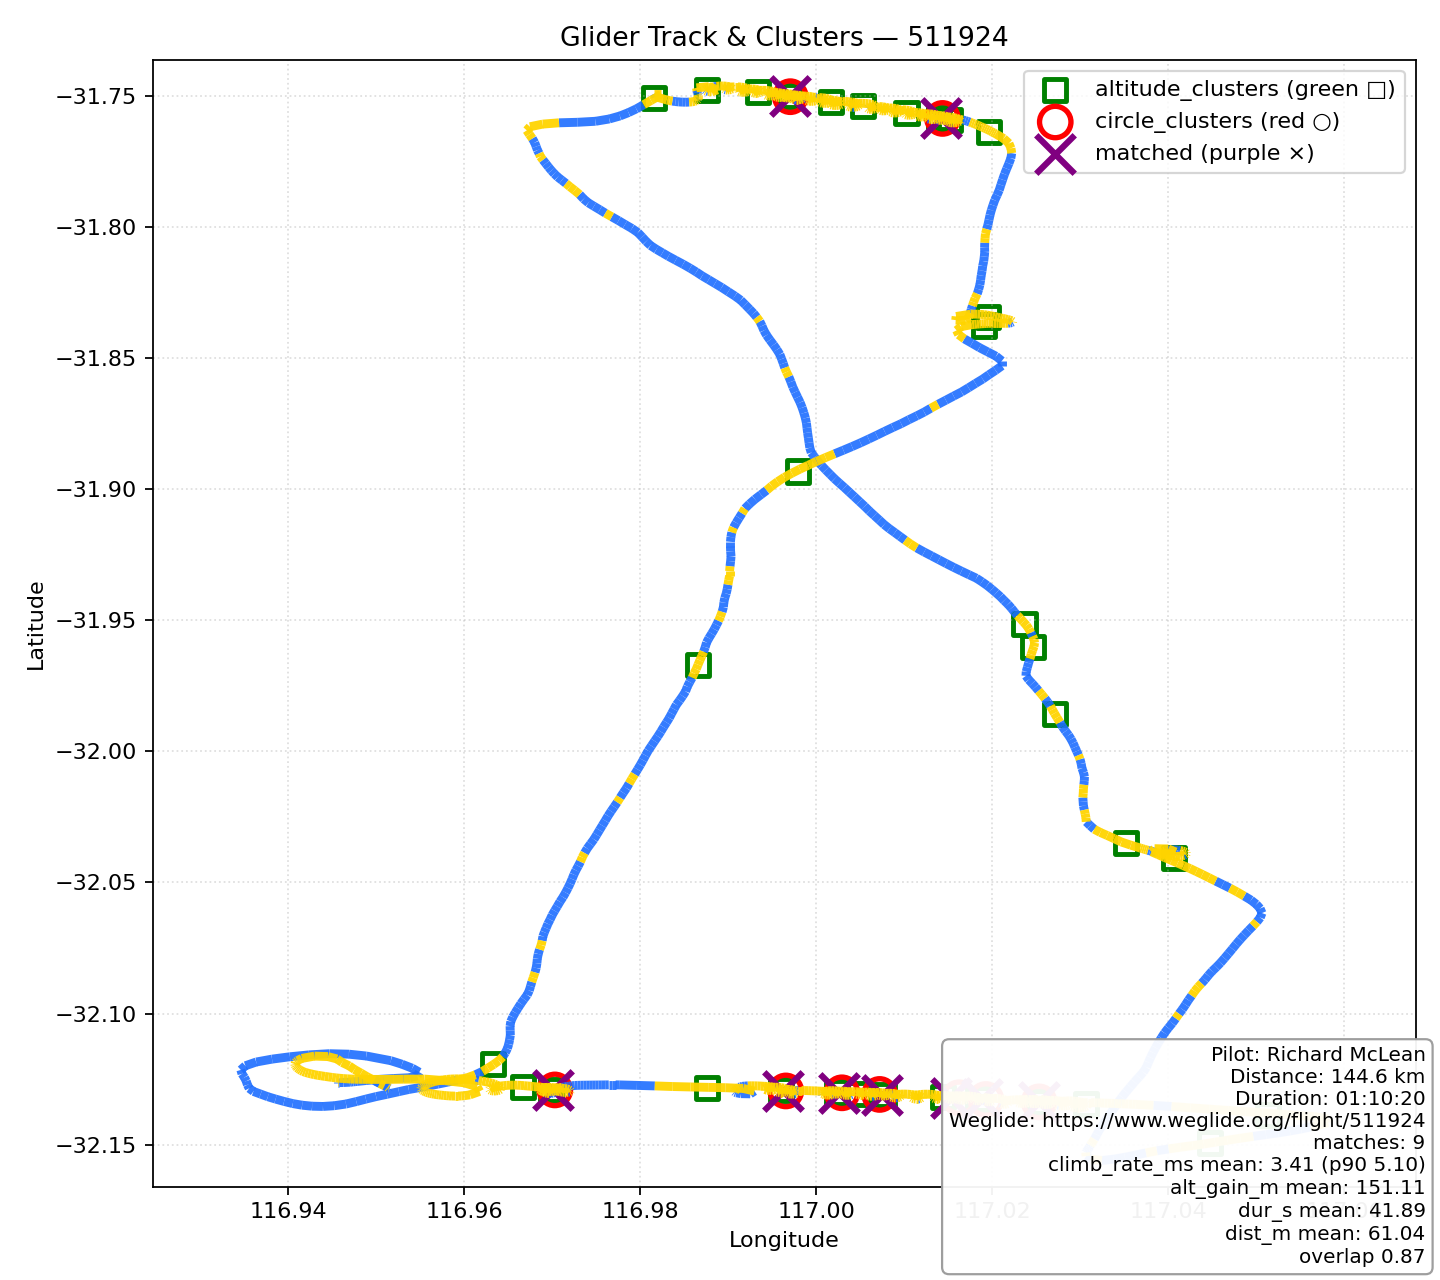 Glider Track & Clusters — 511924
altitude_clusters (green □)
circle_clusters (red ○)
matched (purple ×)
Latitude
−31.75
−31.80
−31.85
−31.90
−31.95
−32.00
−32.05
−32.10
−32.15
116.94
116.96
116.98
117.00
117.02
117.04
Longitude
Pilot: Richard McLean
Distance: 144.6 km
Duration: 01:10:20
Weglide: https://www.weglide.org/flight/511924
matches: 9
climb_rate_ms mean: 3.41 (p90 5.10)
alt_gain_m mean: 151.11
dur_s mean: 41.89
dist_m mean: 61.04
overlap 0.87